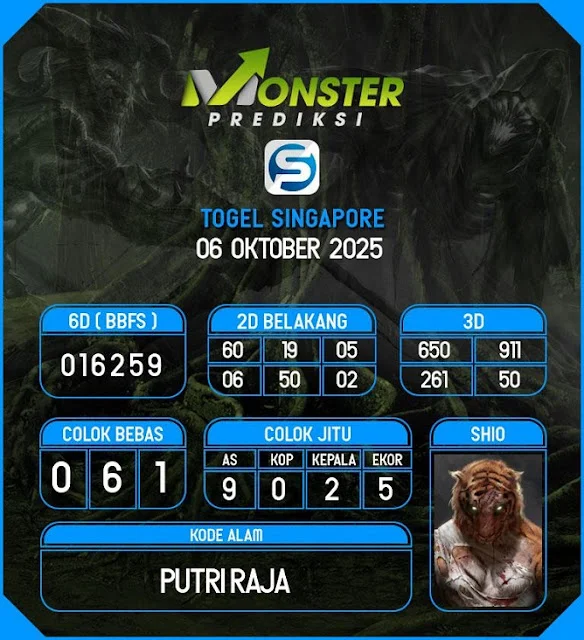 MONSTER
PREDIKSI
S
TOGEL SINGAPORE
06 OKTOBER 2025
6D ( BBFS )
016259
2D BELAKANG
60 19 05
06 50 02
3D
650 911
261 50
COLOK BEBAS
0 6 1
COLOK JITU
AS KOP KEPALA EKOR
9 0 2 5
SHIO
KODE ALAM
PUTRI RAJA